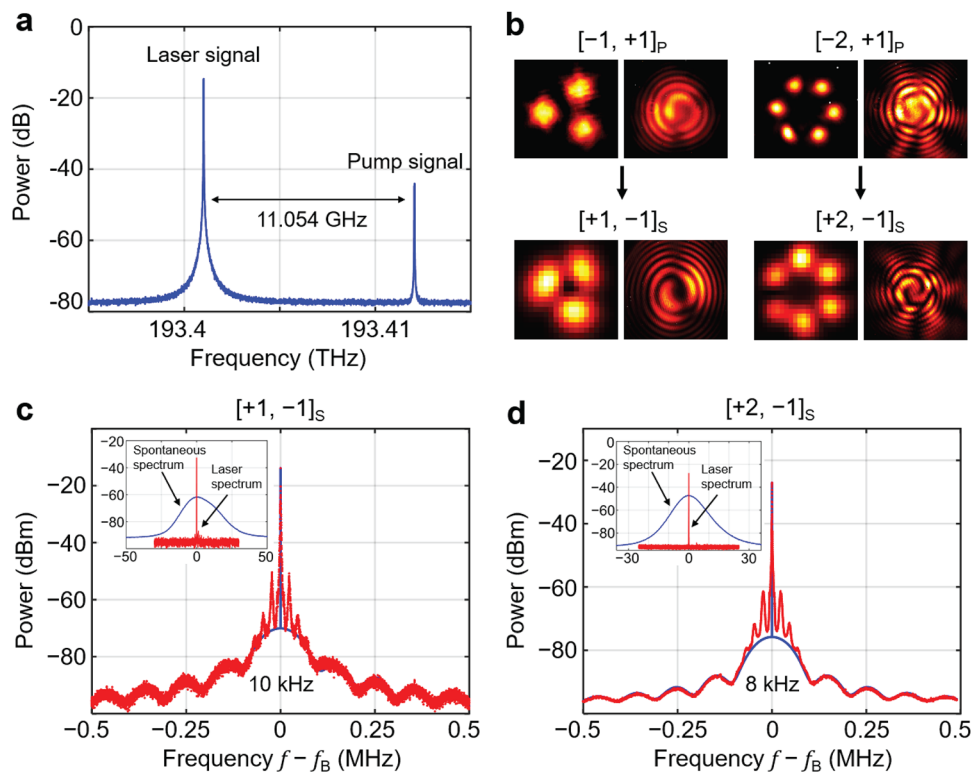 a
0
-20
-40
-60
-80
Power (dB)
Laser signal
Pump signal
11.054 GHz
193.4
193.41
Frequency (THz)
b
[−1, +1]P
[−2, +1]P
[+1, −1]S
[+2, −1]S
c
[+1, −1]S
−20
−40
−60
−80
Power (dBm)
−20
−40
−60
−80
Spontaneous
spectrum
Laser
spectrum
−50
0
50
10 kHz
−0.5
−0.25
0
0.25
0.5
Frequency f − fB (MHz)
d
[+2, −1]S
−20
−40
−60
−80
Power (dBm)
0
−20
−40
−60
−80
Spontaneous
spectrum
Laser
spectrum
−30
0
30
8 kHz
−0.5
−0.25
0
0.25
0.5
Frequency f − fB (MHz)